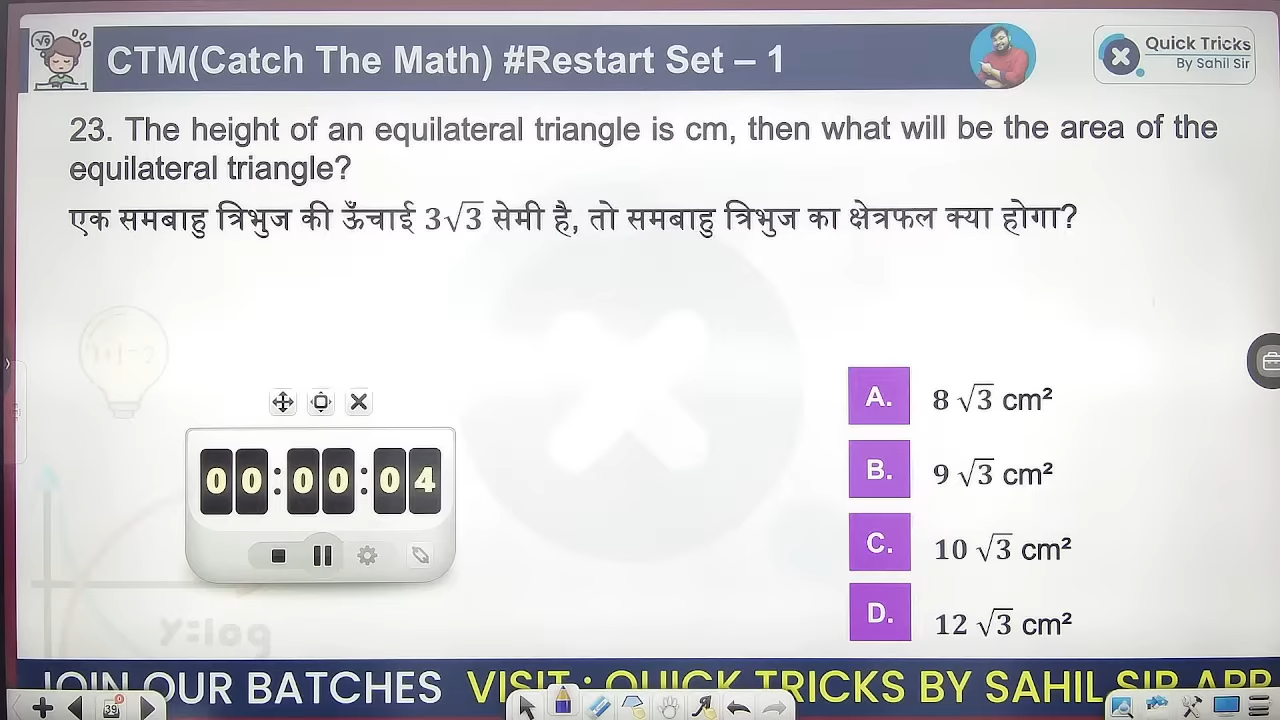 CTM(Catch The Math) #Restart Set – 1
Quick Tricks
By Sahil Sir
23. The height of an equilateral triangle is cm, then what will be the area of the
equilateral triangle?
एक समबाहु त्रिभुज की ऊँचाई 3√3 सेमी है, तो समबाहु त्रिभुज का क्षेत्रफल क्या होगा?
A. 8 √3 cm²
B. 9 √3 cm²
C. 10 √3 cm²
D. 12 √3 cm²
00:00:04
y=log
JOIN OUR BATCHES VISIT : QUICK TRICKS BY SAHIL SIR APP
39